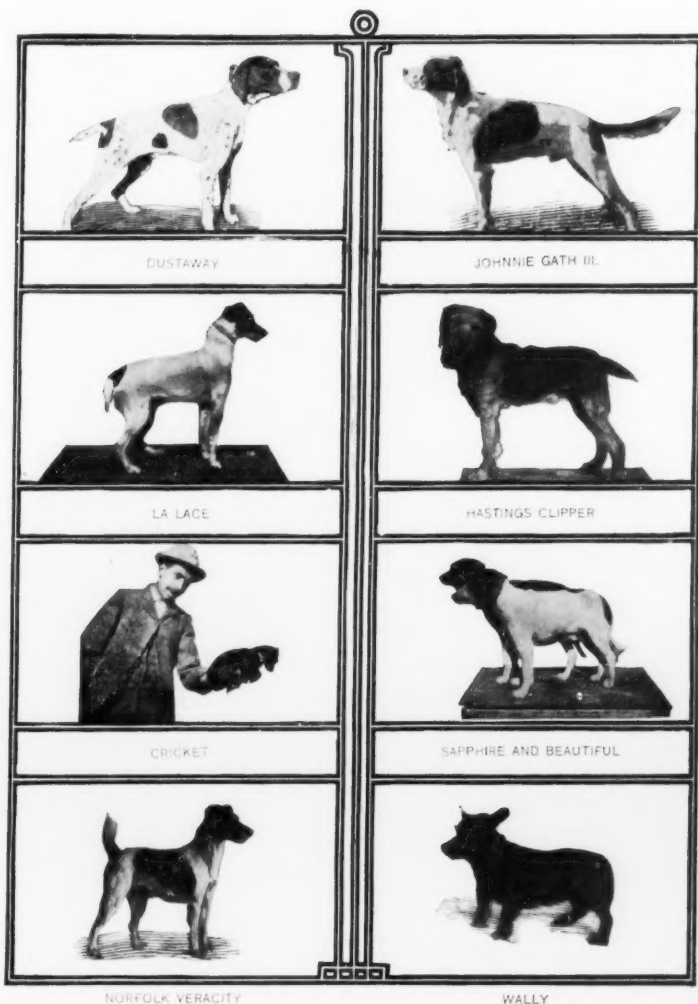 DUSTAWAY
JOHNNIE GATH III.
LA LACE
HASTINGS CLIPPER
CRICKET
SAPPHIRE AND BEAUTIFUL
NORFOLK VERACITY
WALLY